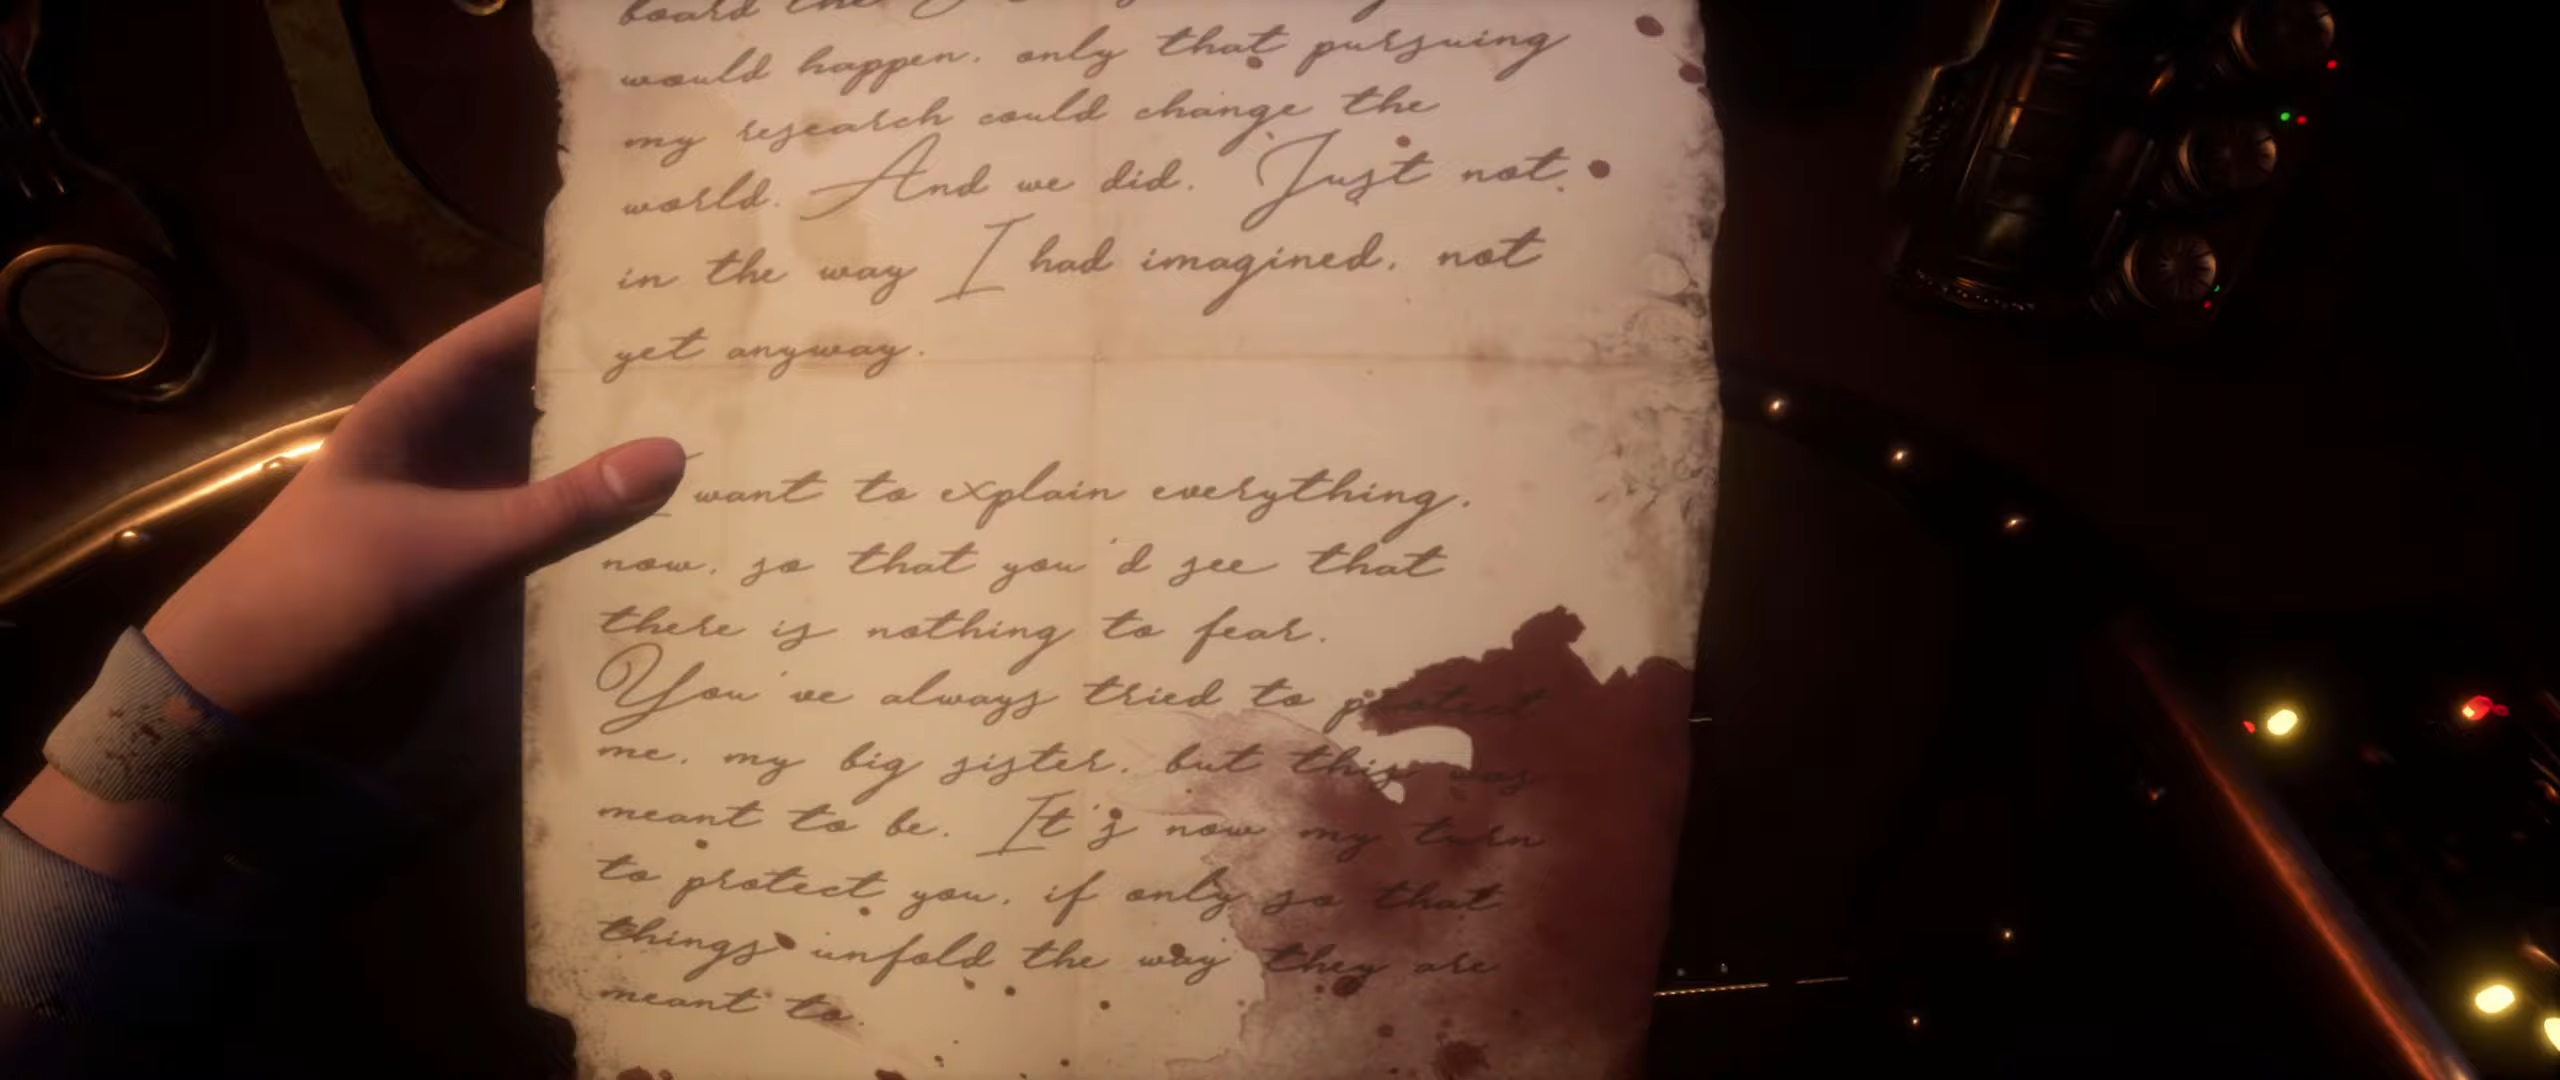 board the
would happen, only that pursuing
my research could change the
world. And we did. Just not,
in the way I had imagined, not
yet anyway.
want to explain everything,
now, so that you'd see that
there is nothing to fear.
You've always tried to protect
me, my big sister, but this was
meant to be. It's now my turn
to protect you, if only so that
things unfold the way they are
meant to.